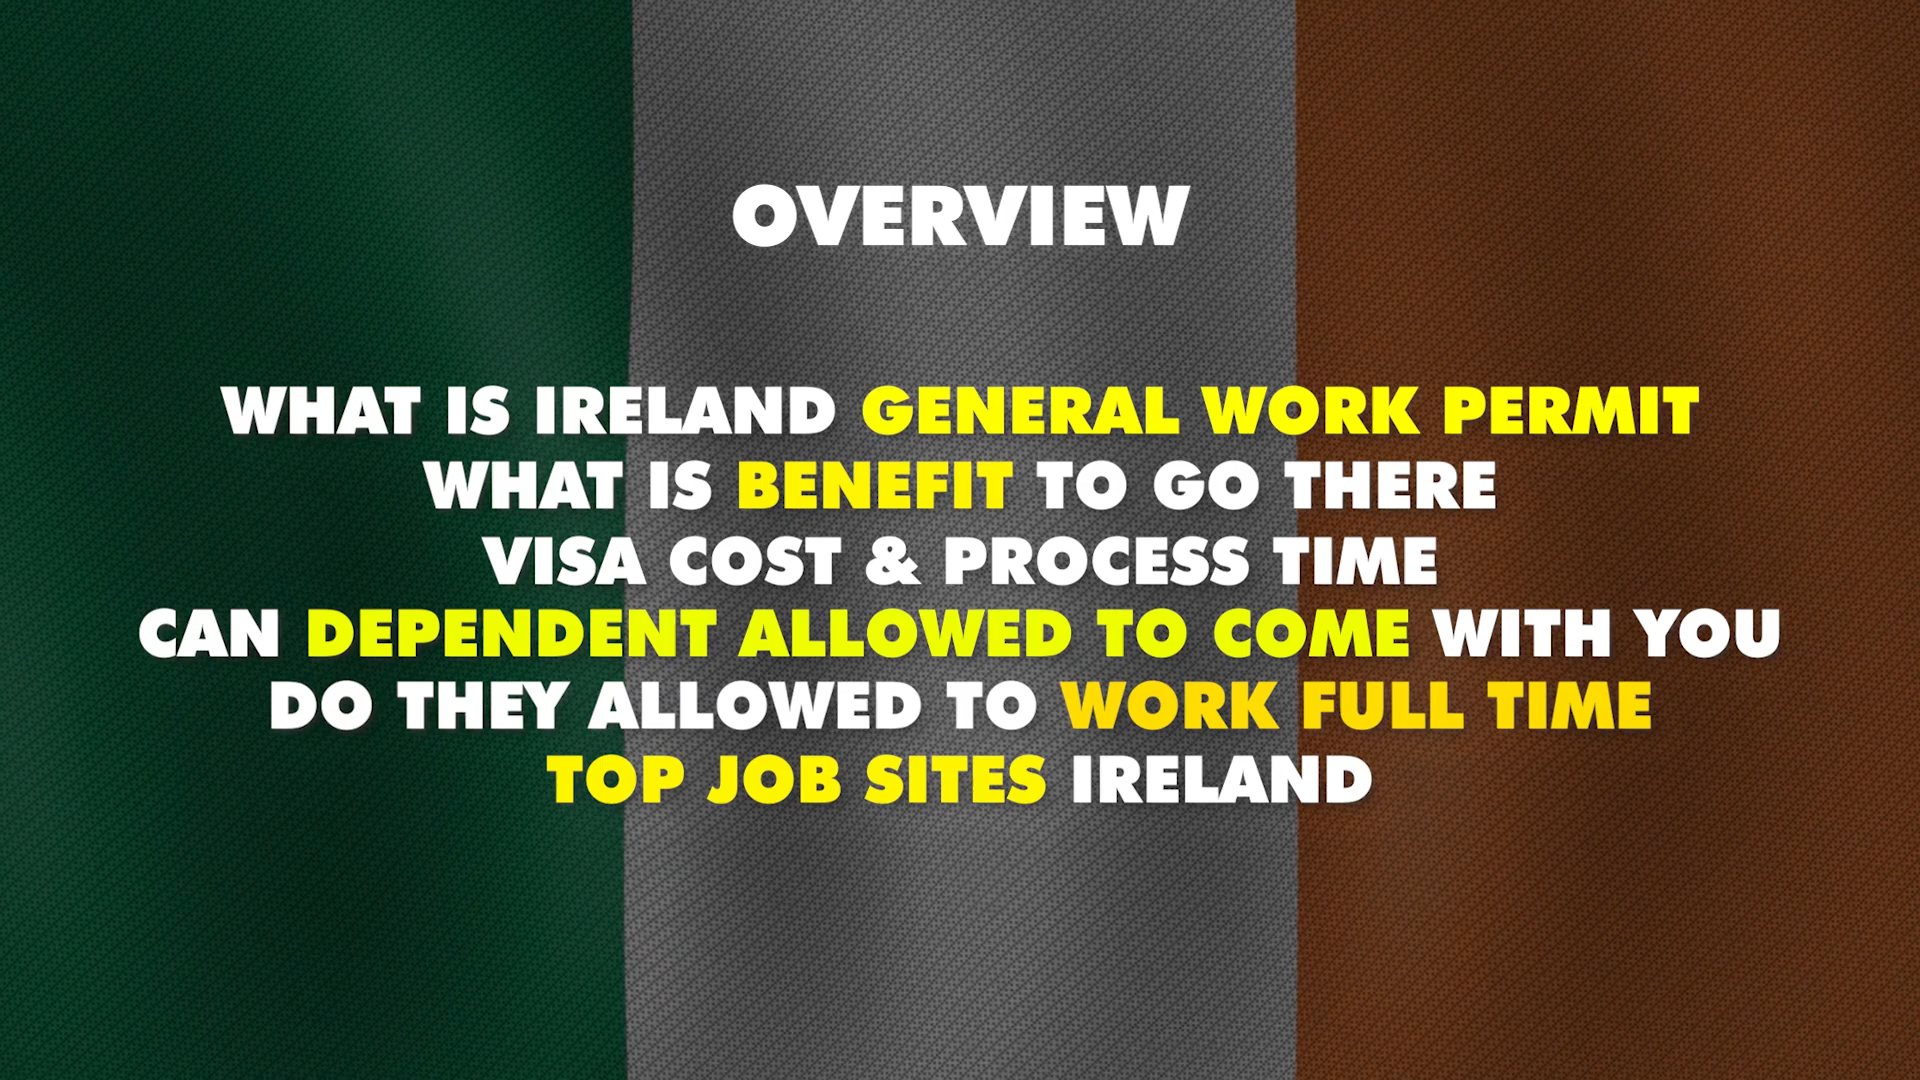 OVERVIEW
WHAT IS IRELAND GENERAL WORK PERMIT
WHAT IS BENEFIT TO GO THERE
VISA COST & PROCESS TIME
CAN DEPENDENT ALLOWED TO COME WITH YOU
DO THEY ALLOWED TO WORK FULL TIME
TOP JOB SITES IRELAND